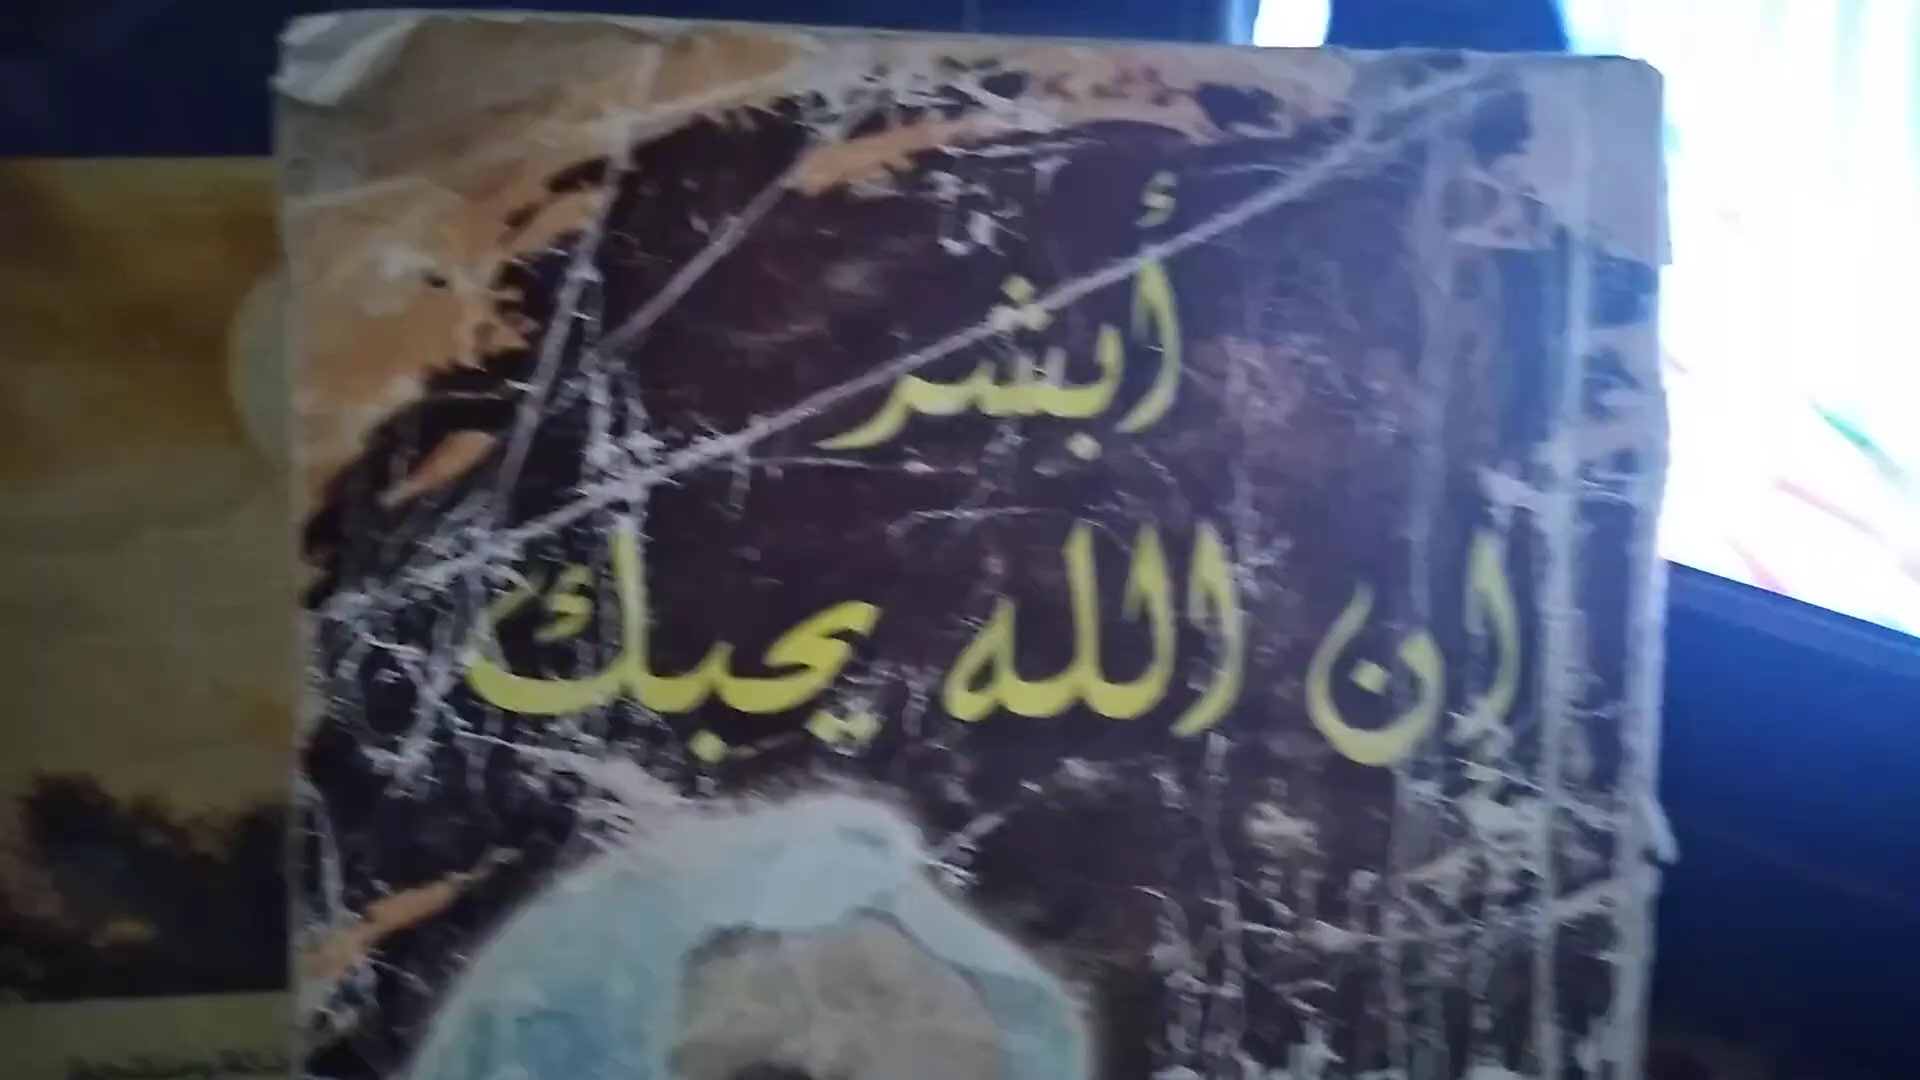 أبشر
إن الله يحبك